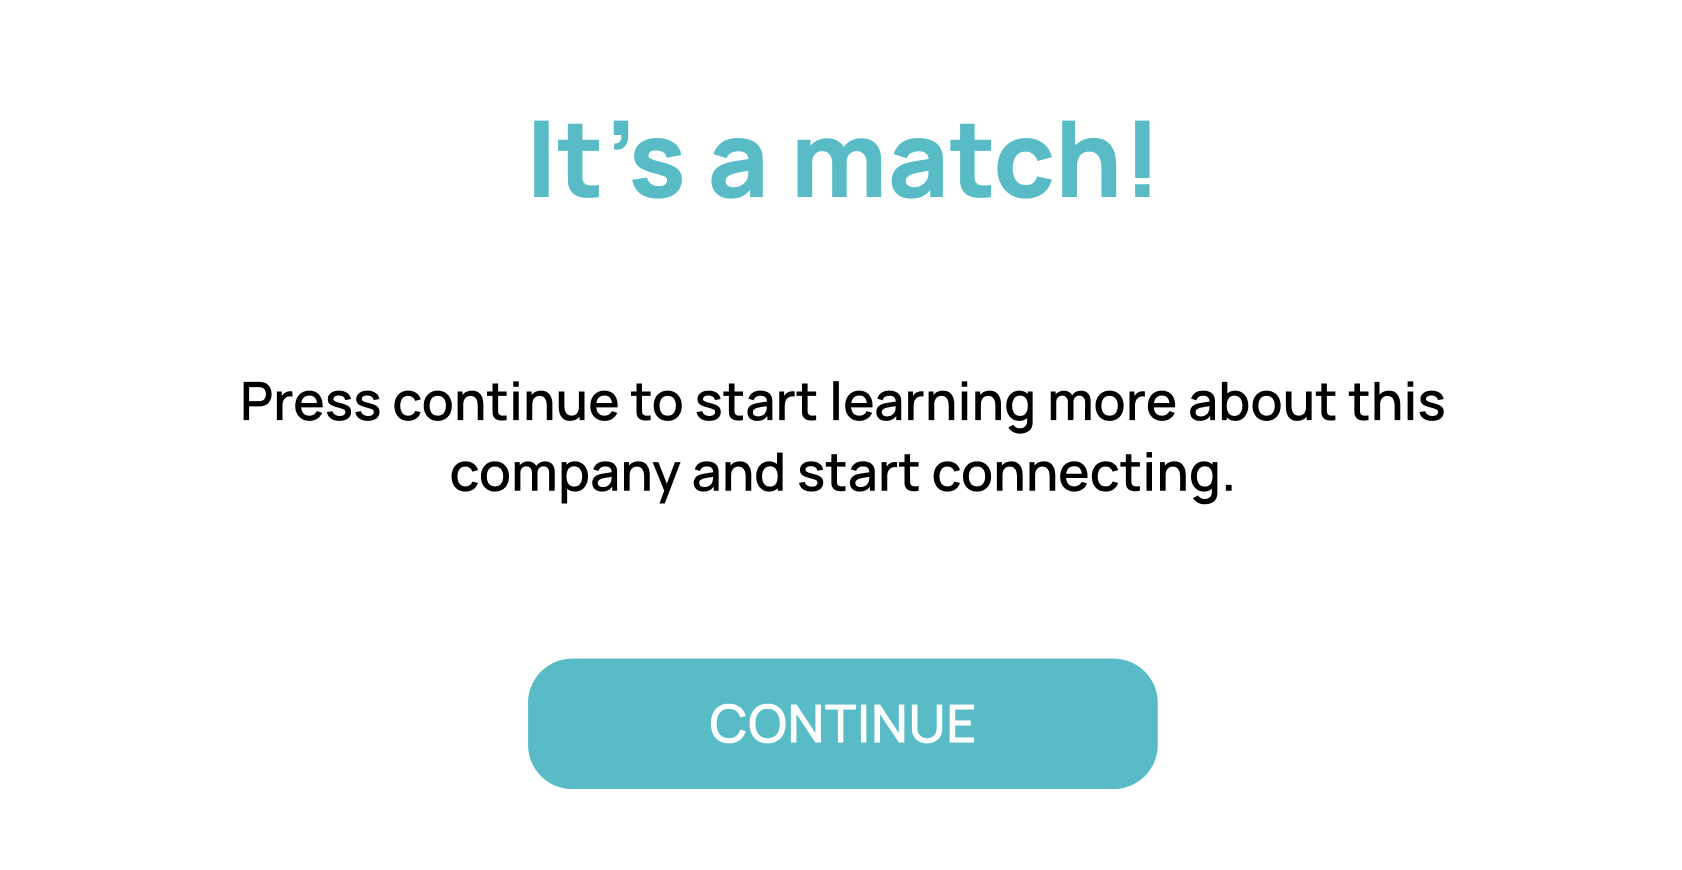 It’s a match!
Press continue to start learning more about this
company and start connecting.
CONTINUE